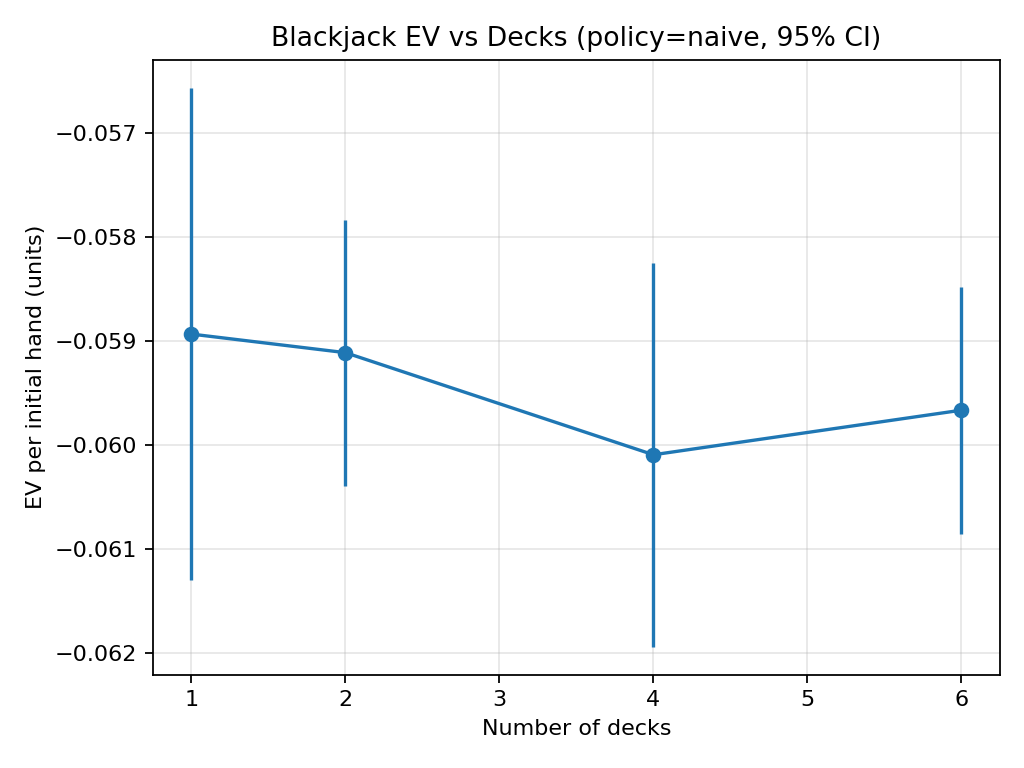 Blackjack EV vs Decks (policy=naive, 95% CI)
EV per initial hand (units)
−0.057
−0.058
−0.059
−0.060
−0.061
−0.062
1 2 3 4 5 6
Number of decks